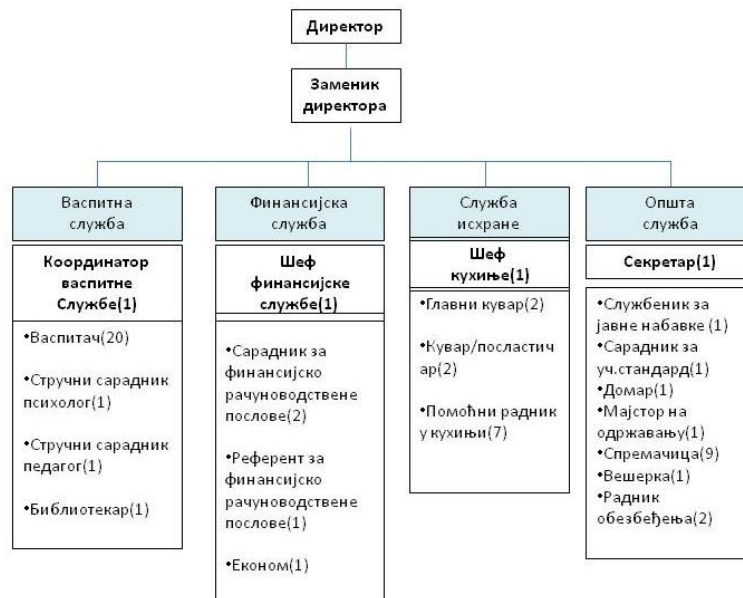 Директор
Заменик
директора
Васпитна
служба
Координатор
васпитне
Службе(1)
•Васпитач(20)
Стручни сарадник
психолог(1)
•Стручни сарадник
педагог(1)
•Библиотекар(1)
Финансијска
служба
Шеф
финансијске
службе(1)
•Сарадник за
финансијско
рачуноводствене
послове(2)
•Референт за
финансијско
рачуноводствене
послове(1)
•Економ(1)
Служба
исхране
Шеф
кухиње(1)
•Главни кувар(2)
•Кувар/посластич
ар(2)
•Помоћни радник
у кухињи(7)
Општа
служба
Секретар(1)
•Службеник за
јавне набавке (1)
•Сарадник за
уч.стандард(1)
•Домар(1)
•Мајстор на
одржавању(1)
•Спремачица(9)
•Вешерка(1)
•Радник
обезбеђења(2)